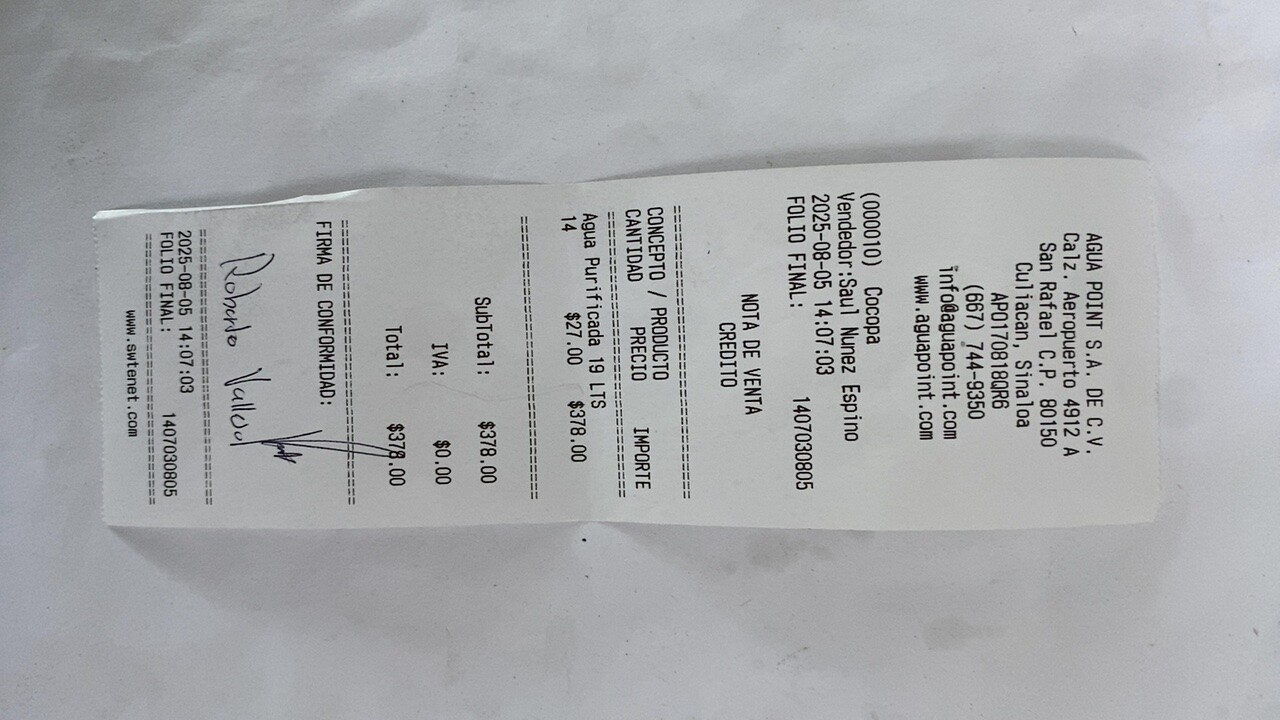 AGUA POINT S.A. DE C.V.
Calz. Aeropuerto 4912 A
San Rafael C.P. 80150
Culiacan, Sinaloa
APO170818QR6
(667) 744-9350
info@aguapoint.com
www.aguapoint.com
(000010) Cocopa
Vendedor:Saul Nunez Espino
2025-08-05 14:07:03
FOLIO FINAL: 1407030805
NOTA DE VENTA
CREDITO
================================
CONCEPTO / PRODUCTO
CANTIDAD PRECIO IMPORTE
================================
Agua Purificada 19 LTS
14 $27.00 $378.00
================================
SubTotal: $378.00
IVA: $0.00
Total: $378.00
================================
FIRMA DE CONFORMIDAD:
Roberto
================================
2025-08-05 14:07:03
FOLIO FINAL: 1407030805
================================
www.swtenet.com